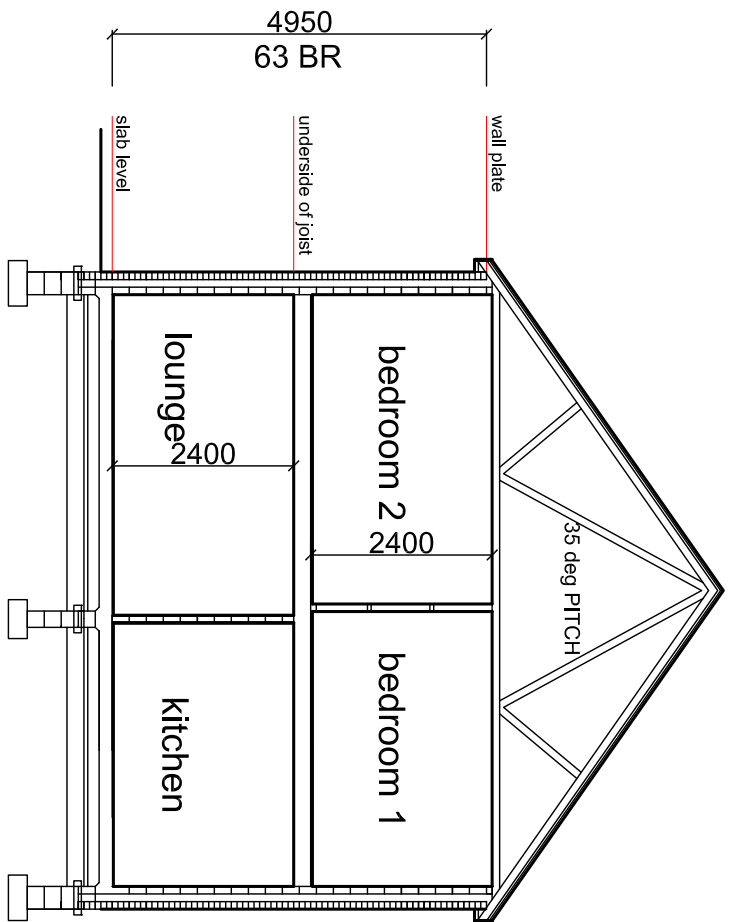 4950
63 BR
slab level
underside of joist
wall plate
lounge
2400
bedroom 2
2400
35 deg PITCH
kitchen
bedroom 1